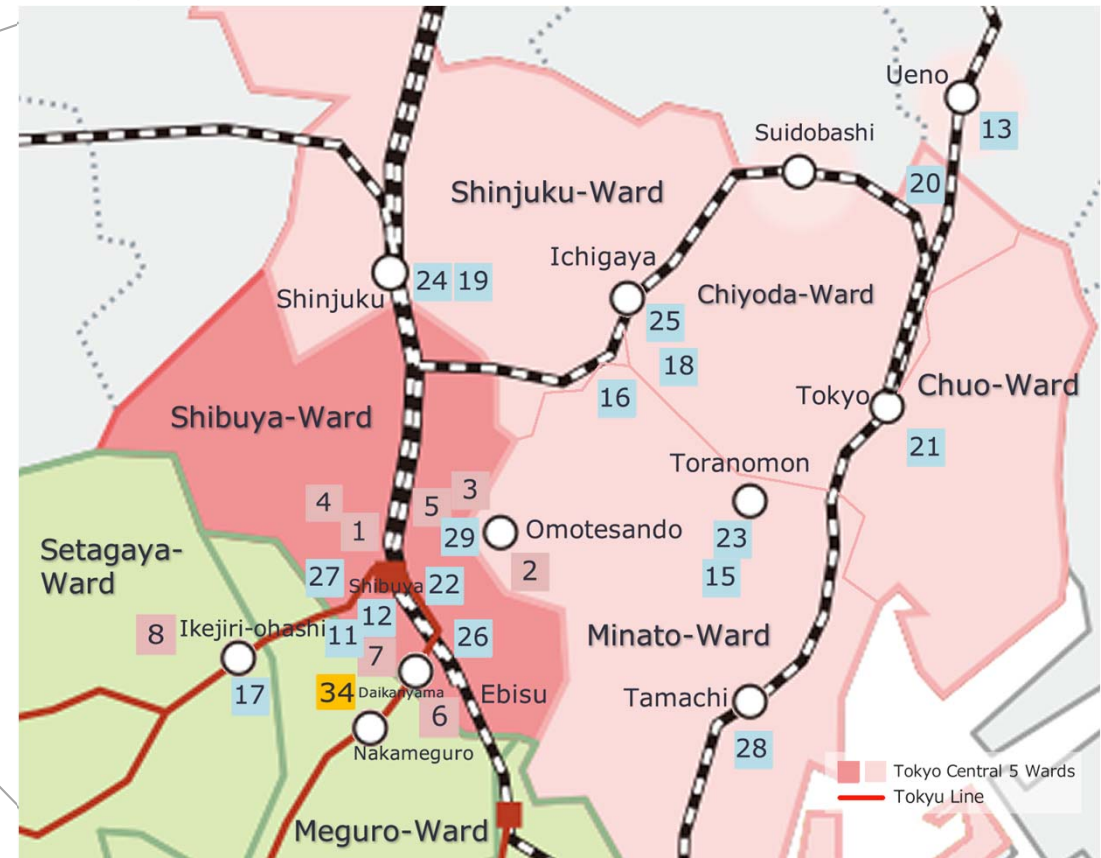 Ueno
13
Suidobashi
20
Shinjuku-Ward
Ichigaya
24 19
Shinjuku
Chiyoda-Ward
25
18
Shibuya-Ward
16
Tokyo
Chuo-Ward
21
Toranomon
3
4
5
1
29
Omotesando
23
Setagaya-
Ward
2
15
27
Shibuya
22
12
8
Ikejiri-ohashi
11
26
Minato-Ward
7
17
34
Daikanyama
Ebisu
6
Tamachi
Nakameguro
28
Tokyo Central 5 Wards
Tokyu Line
Meguro-Ward